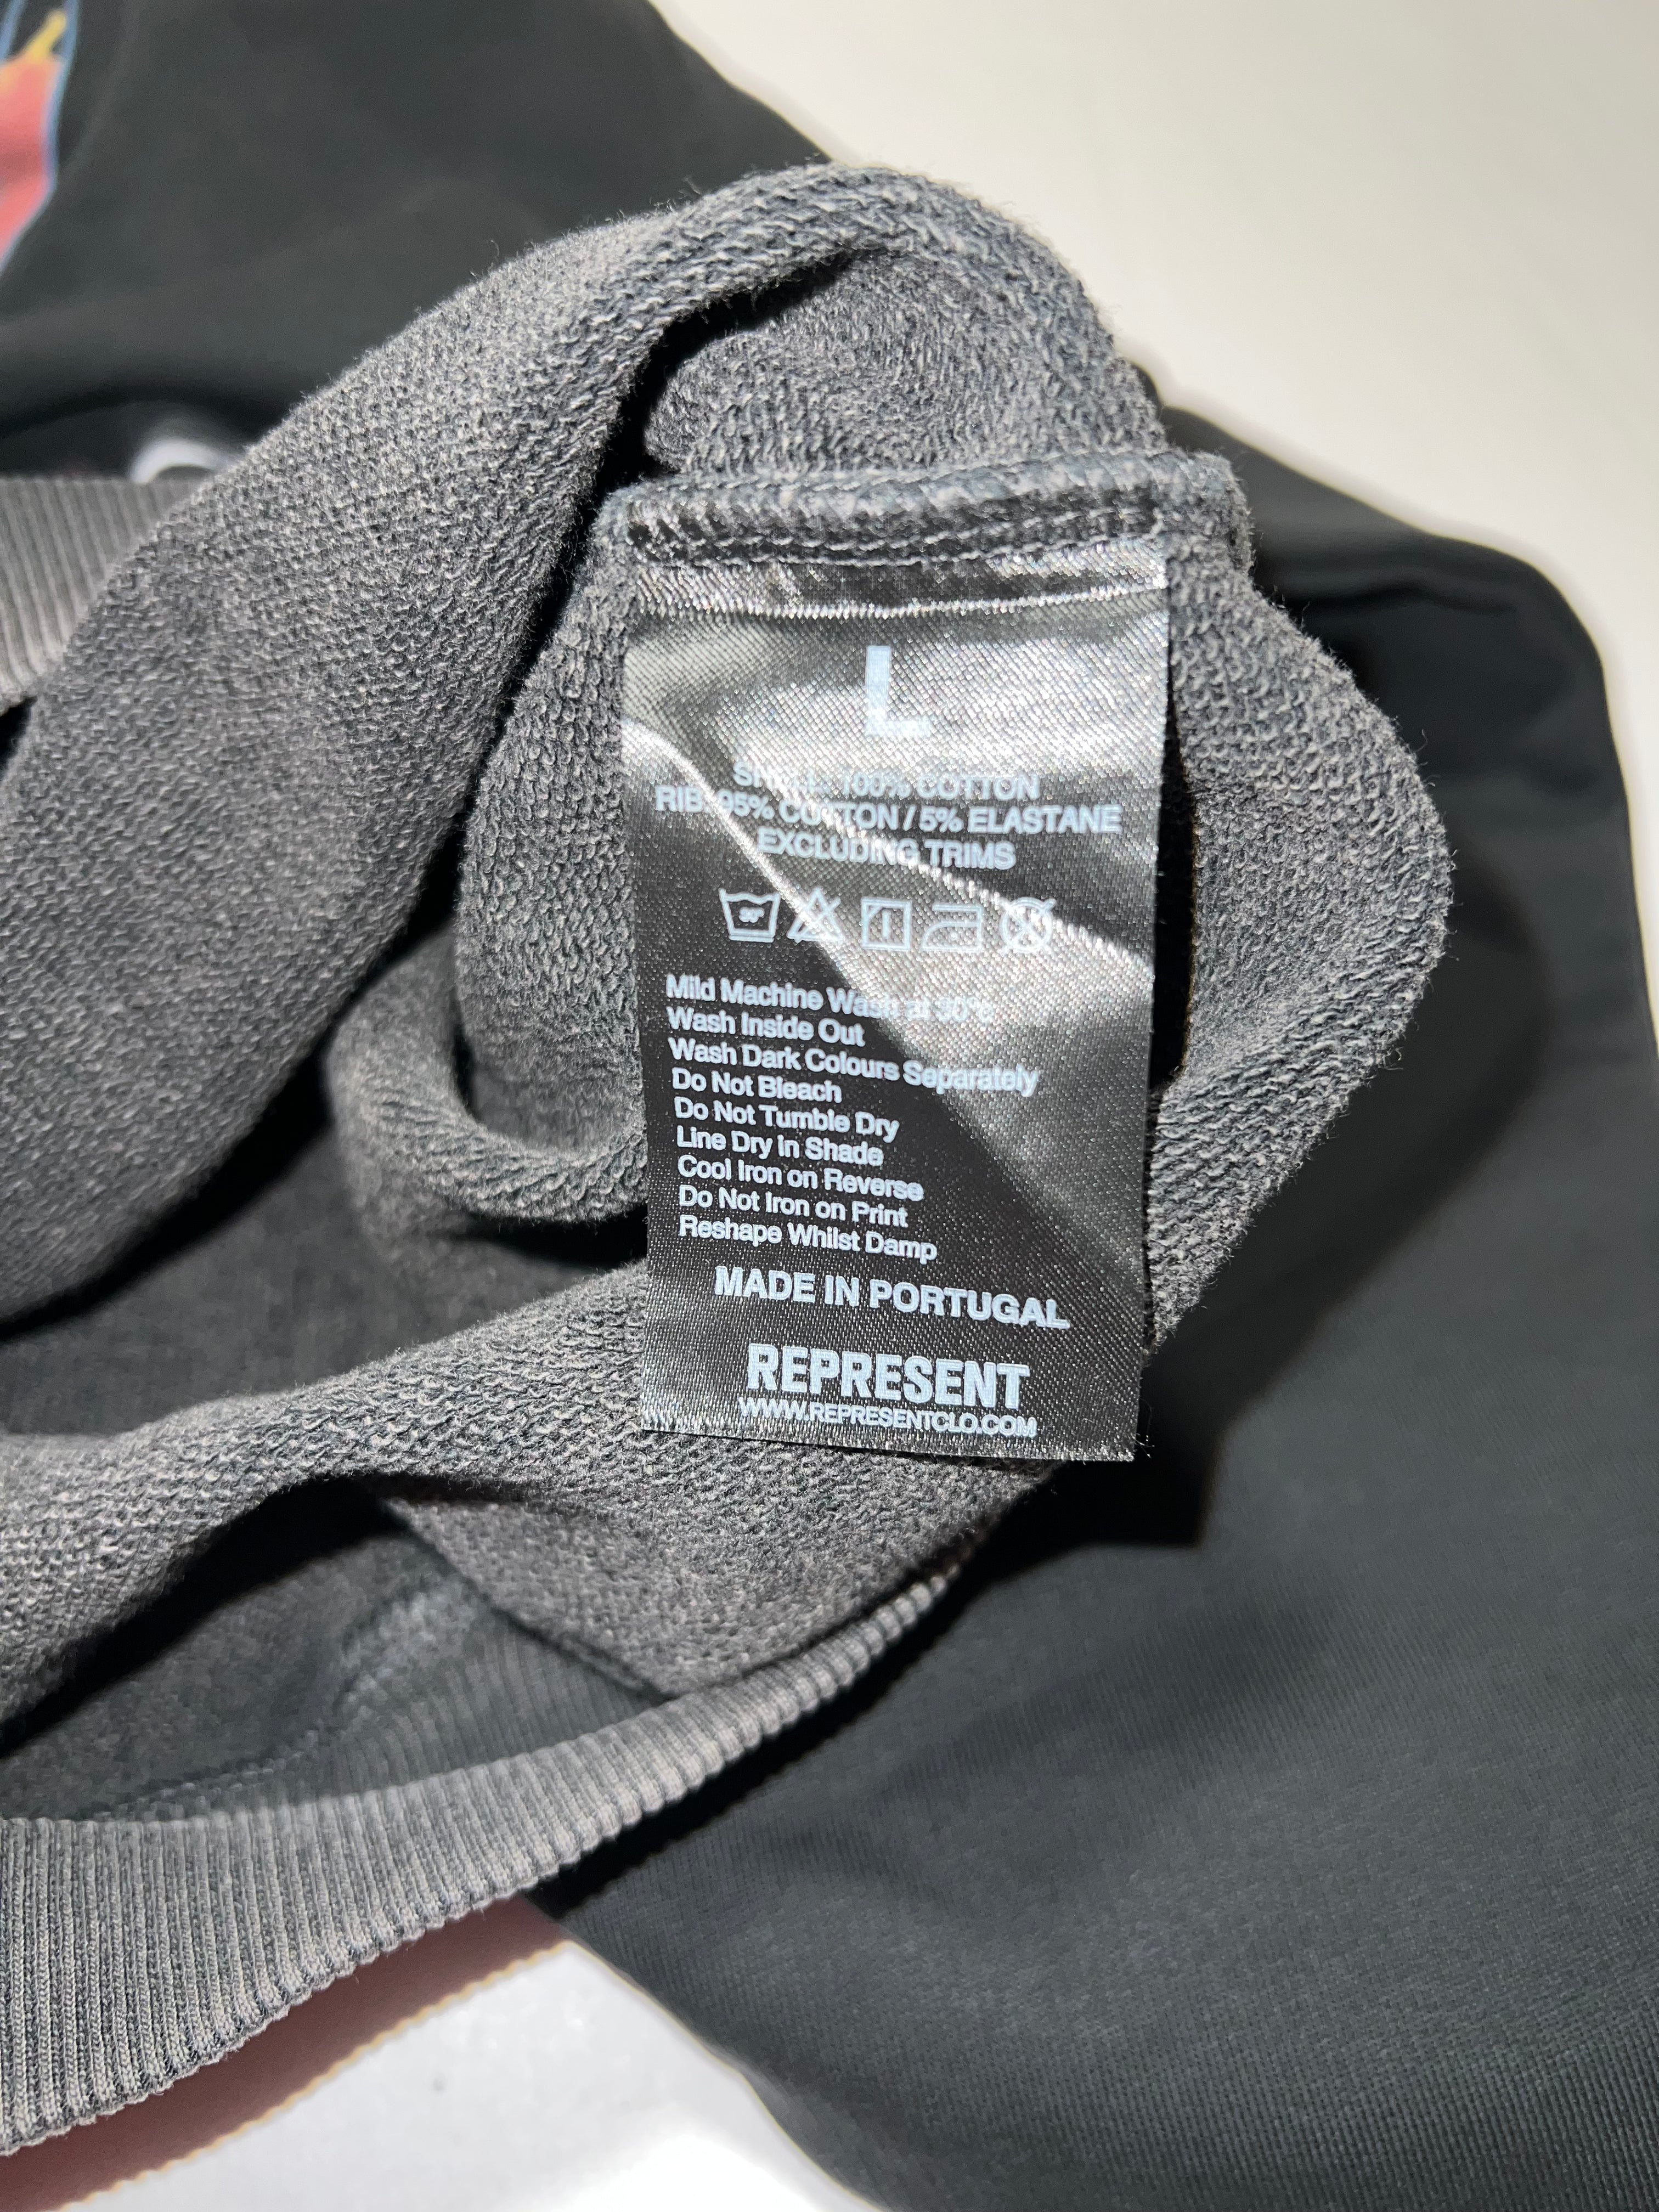 L
SHELL: 100% COTTON
RIB: 95% COTTON / 5% ELASTANE
EXCLUDING TRIMS
Mild Machine Wash at 30°c
Wash Inside Out
Wash Dark Colours Separately
Do Not Bleach
Do Not Tumble Dry
Line Dry in Shade
Cool Iron on Reverse
Do Not Iron on Print
Reshape Whilst Damp
MADE IN PORTUGAL
REPRESENT
WWW.REPRESENTCLO.COM